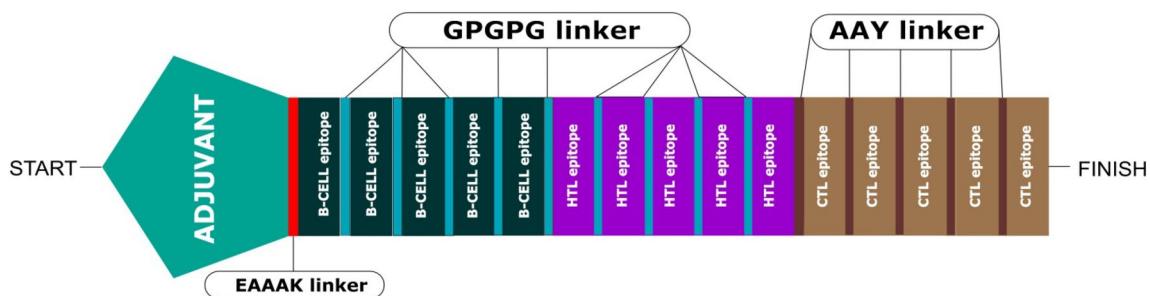 GPGPG linker
AAY linker
START
ADJUVANT
B-CELL epitope
B-CELL epitope
B-CELL epitope
B-CELL epitope
B-CELL epitope
HTL epitope
HTL epitope
HTL epitope
HTL epitope
HTL epitope
CTL epitope
CTL epitope
CTL epitope
CTL epitope
CTL epitope
FINISH
EAAAK linker